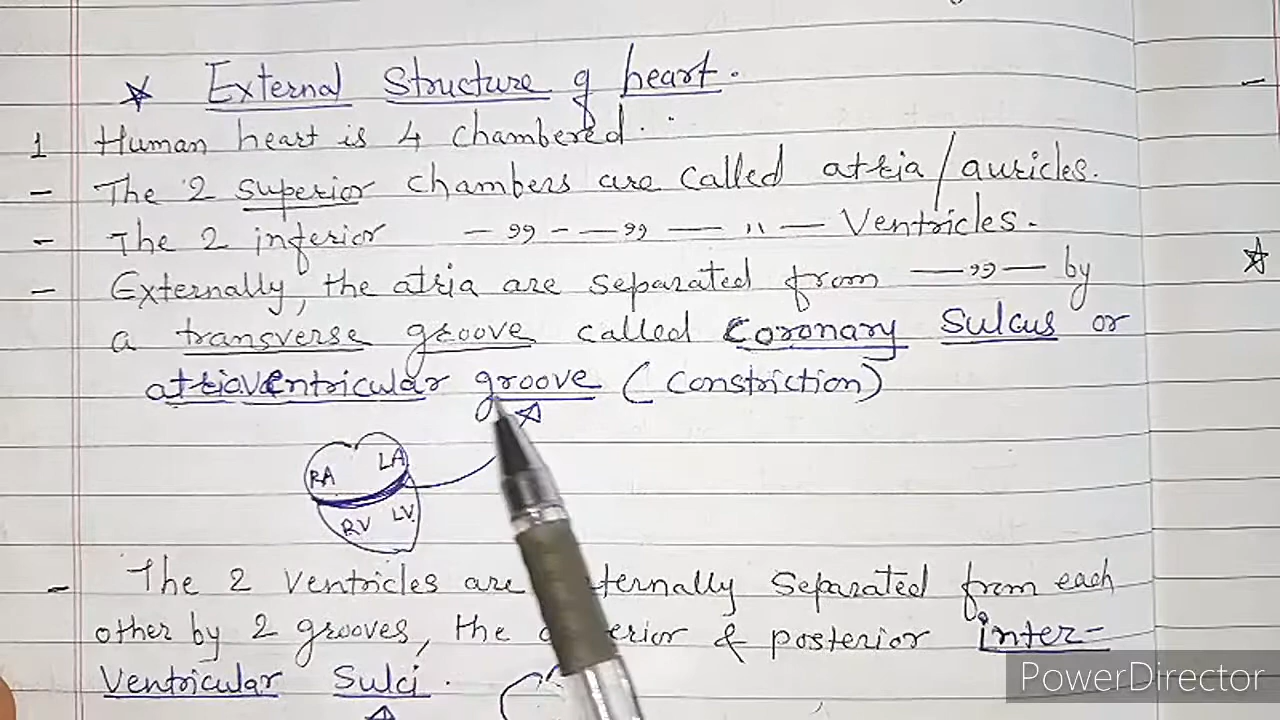 ☆ External Structure of heart.
1 Human heart is 4 chambered.
- The 2 superior chambers are called atria/auricles.
- The 2 inferior — ,, — — ,, — ,, — Ventricles.
- Externally, the atria are separated from — ,, — by
a transverse groove called Coronary Sulcus or
atrioventricular groove (Constriction)
RA LA
RV LV
- The 2 ventricles are ternally separated from each
other by 2 grooves, the erior & posterior inter-
ventricular Sulci.
PowerDirector